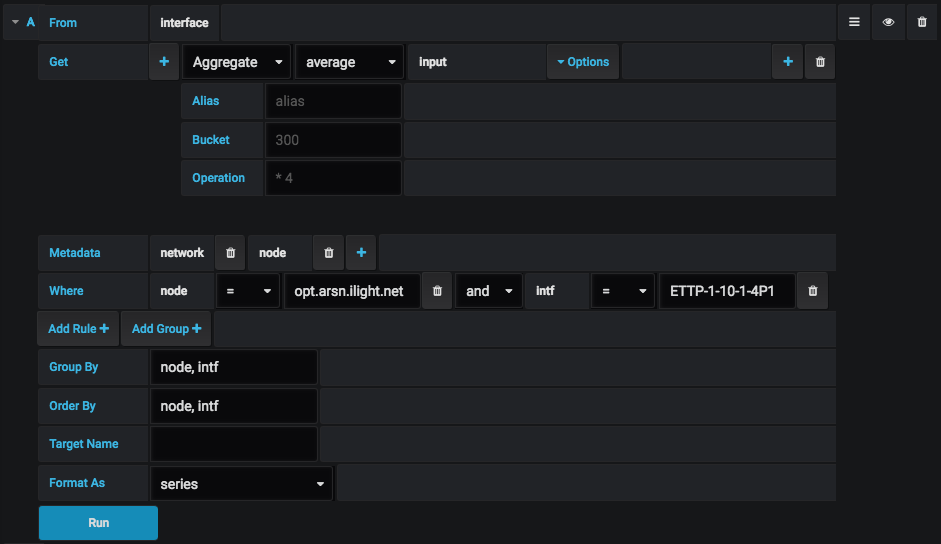 A From interface
Get Aggregate average input Options
Alias alias
Bucket 300
Operation * 4
Metadata network node
Where node = opt.arsn.ilight.net and intf = ETTP-1-10-1-4P1
Add Rule + Add Group +
Group By node, intf
Order By node, intf
Target Name
Format As series
Run